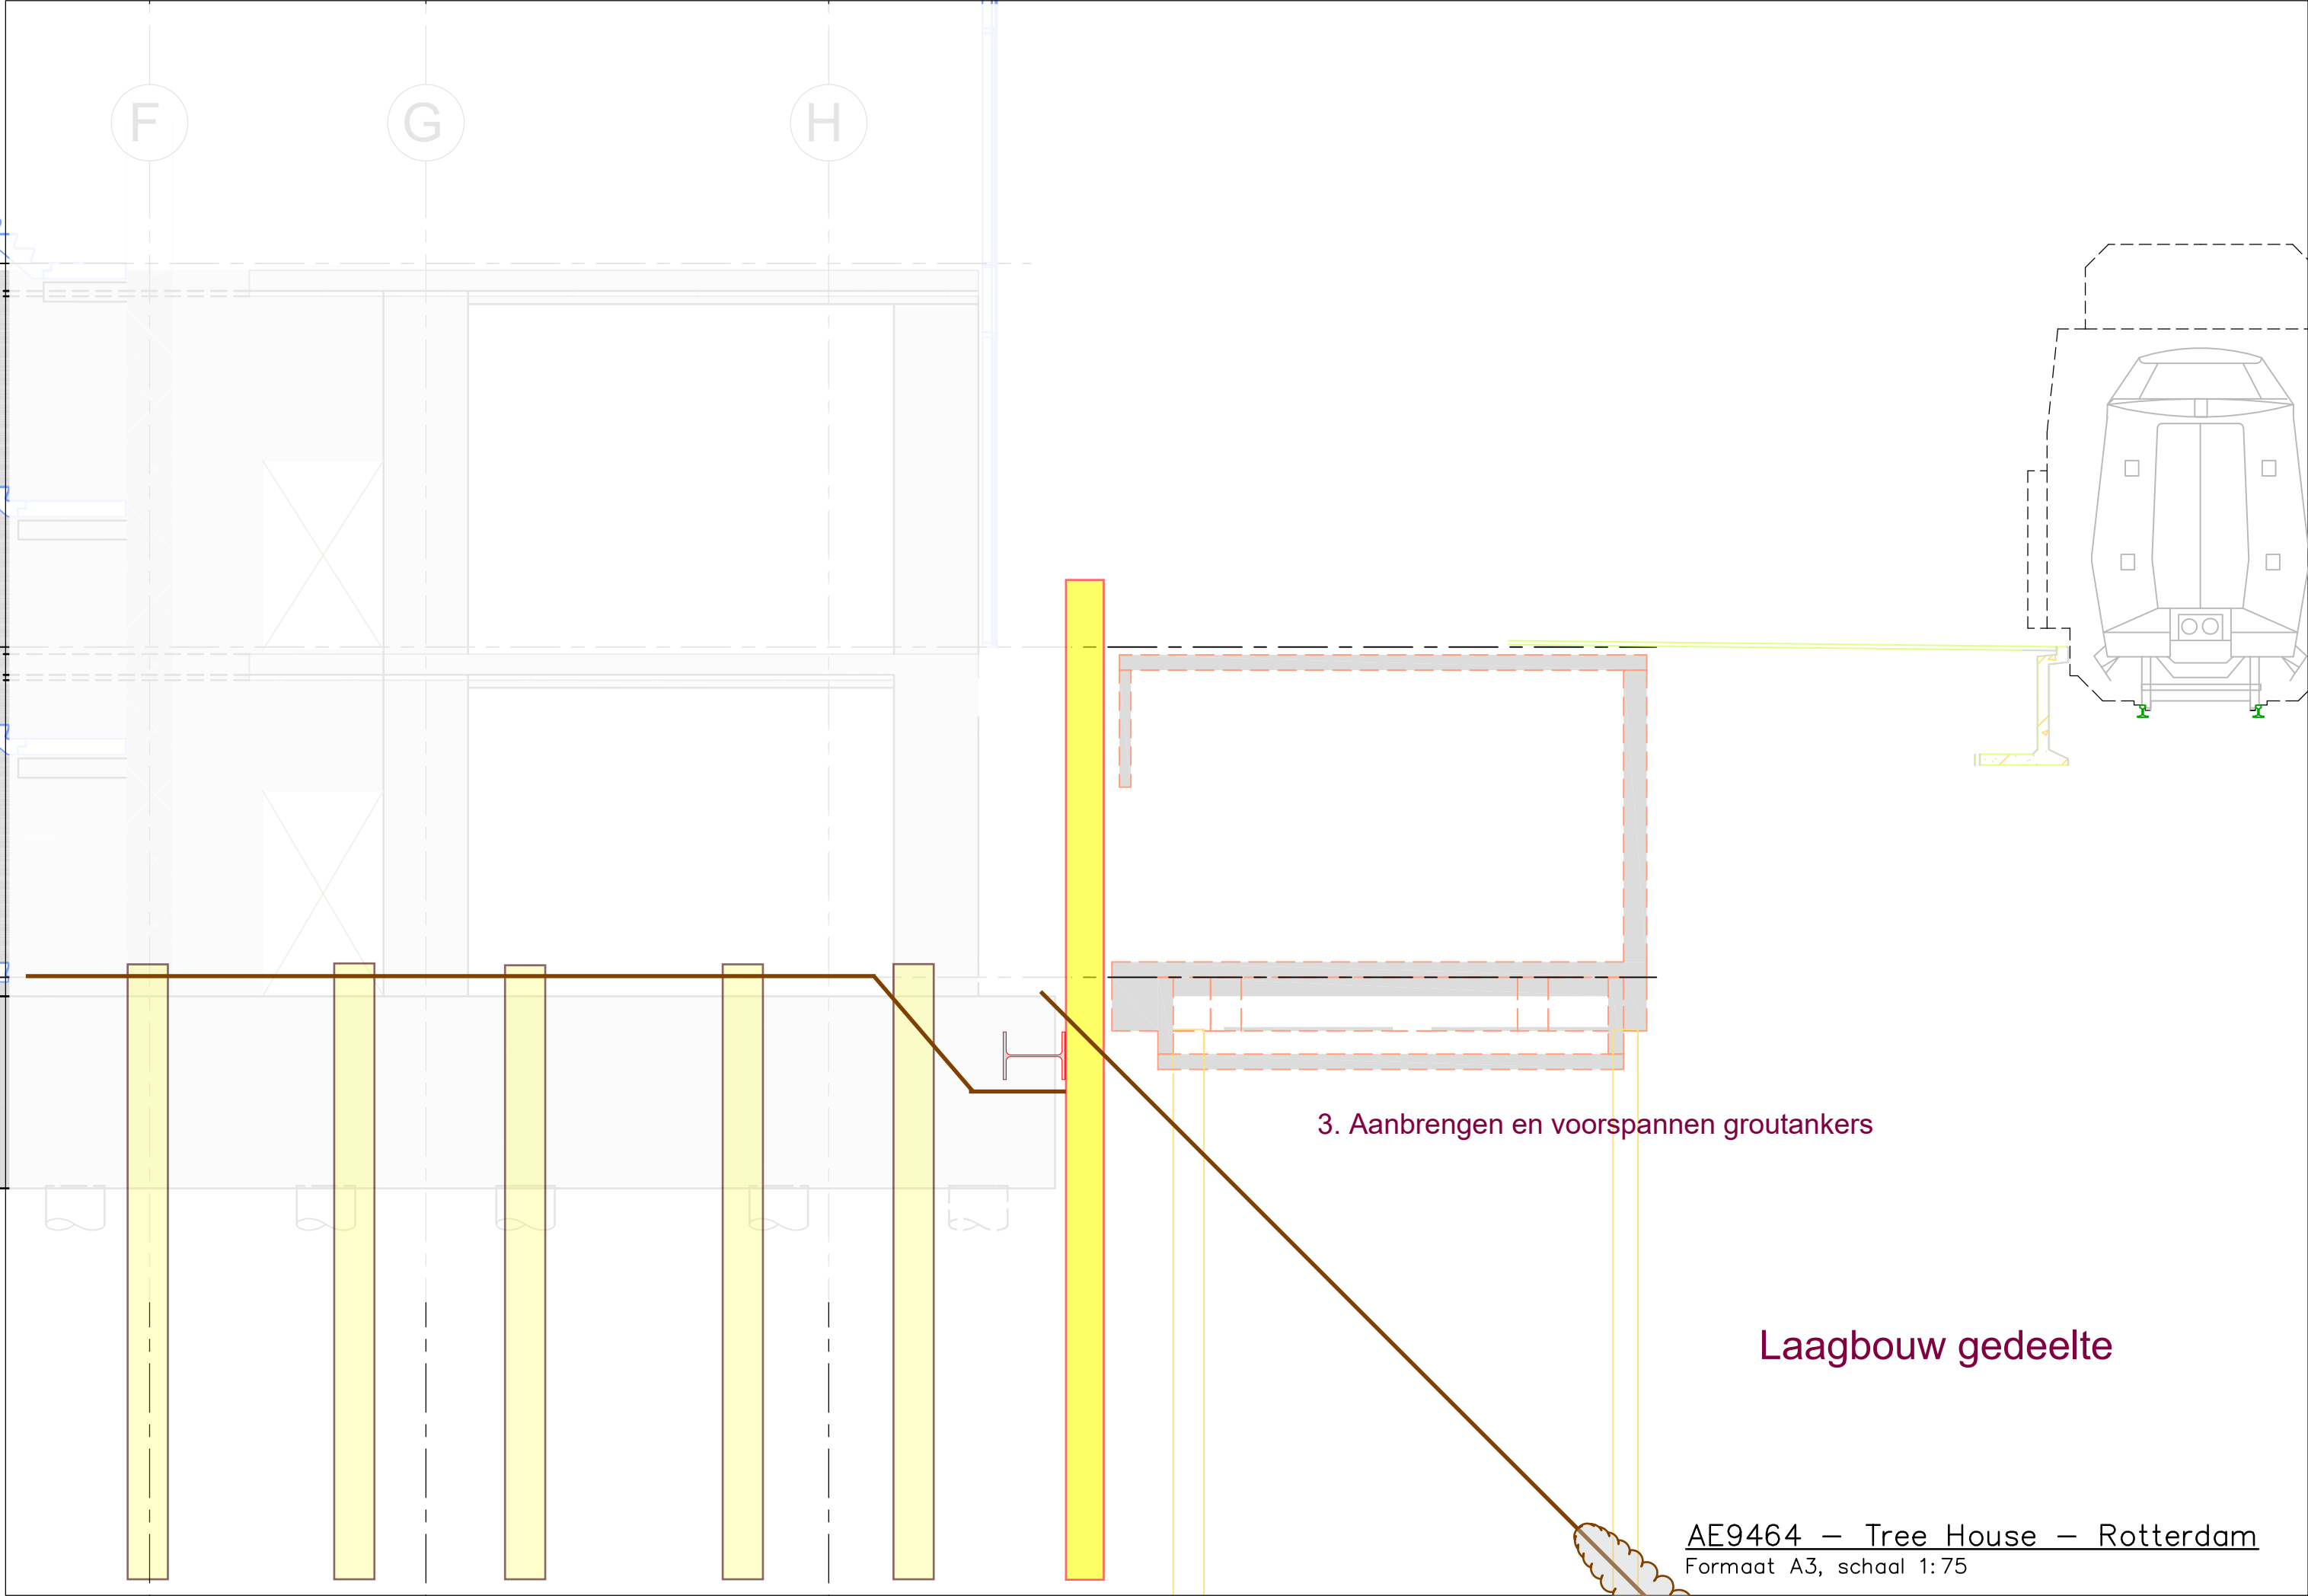 F
G
H
3. Aanbrengen en voorspannen groutankers
Laagbouw gedeelte
AE9464 – Tree House – Rotterdam
Formaat A3, schaal 1:75